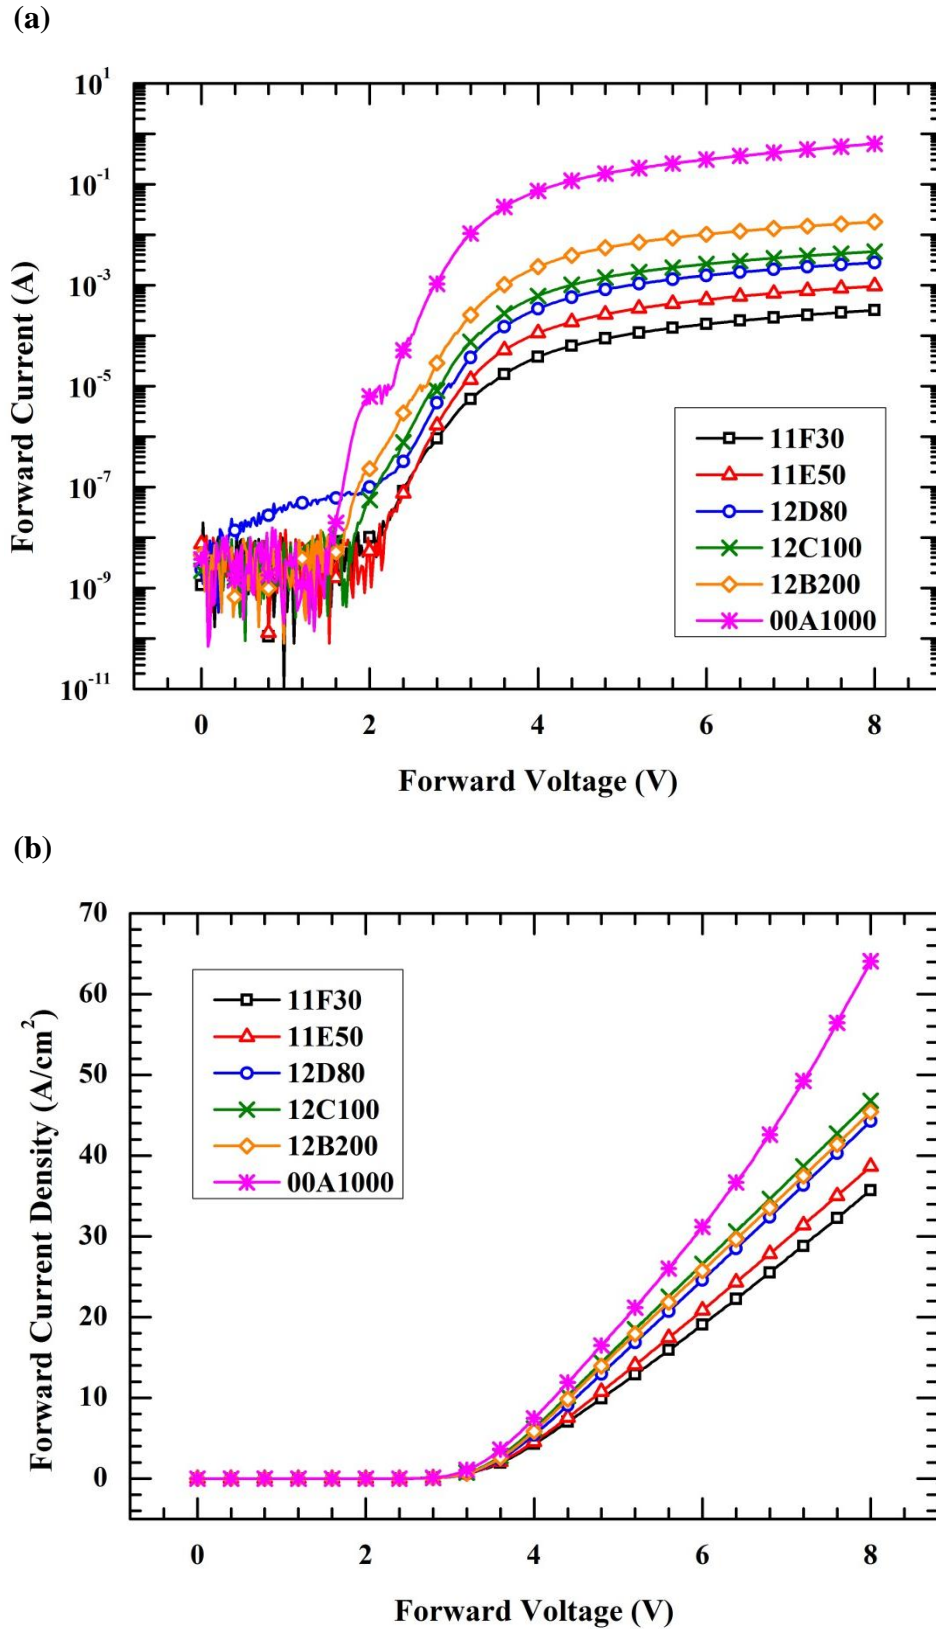 (a)
10^1
10^-1
10^-3
10^-5
10^-7
10^-9
10^-11
Forward Current (A)
11F30
11E50
12D80
12C100
12B200
00A1000
0 2 4 6 8
Forward Voltage (V)
(b)
70
60
50
40
30
20
10
0
Forward Current Density (A/cm^2)
11F30
11E50
12D80
12C100
12B200
00A1000
0 2 4 6 8
Forward Voltage (V)